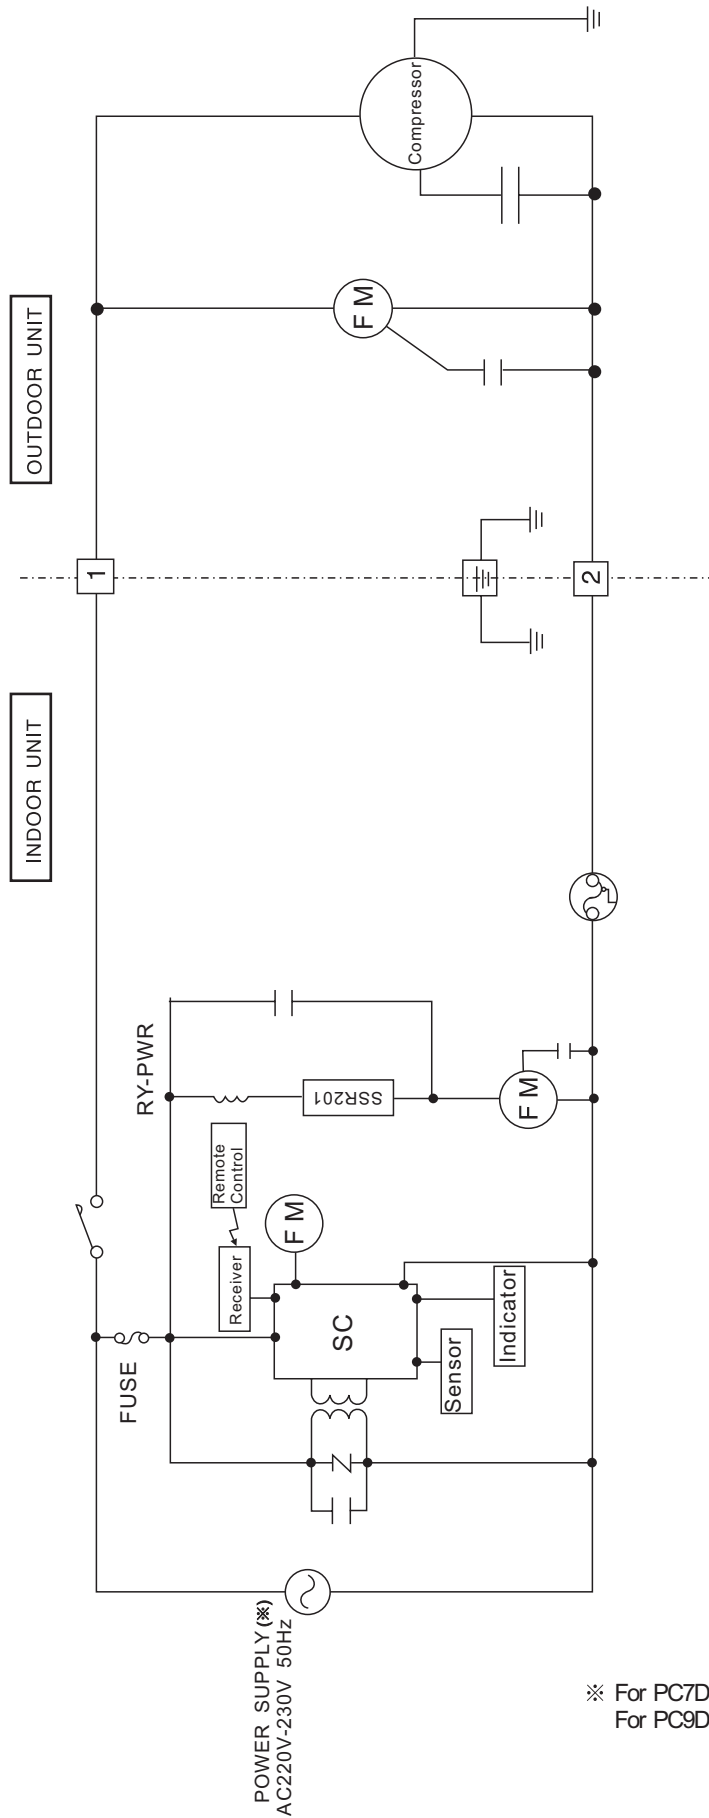 OUTDOOR UNIT
INDOOR UNIT
Compressor
F M
1
2
RY-PWR
SSR201
F M
Remote
Control
Receiver
F M
SC
Indicator
Sensor
FUSE
POWER SUPPLY(※)
AC220V-230V 50Hz
※ For PC7D
For PC9D